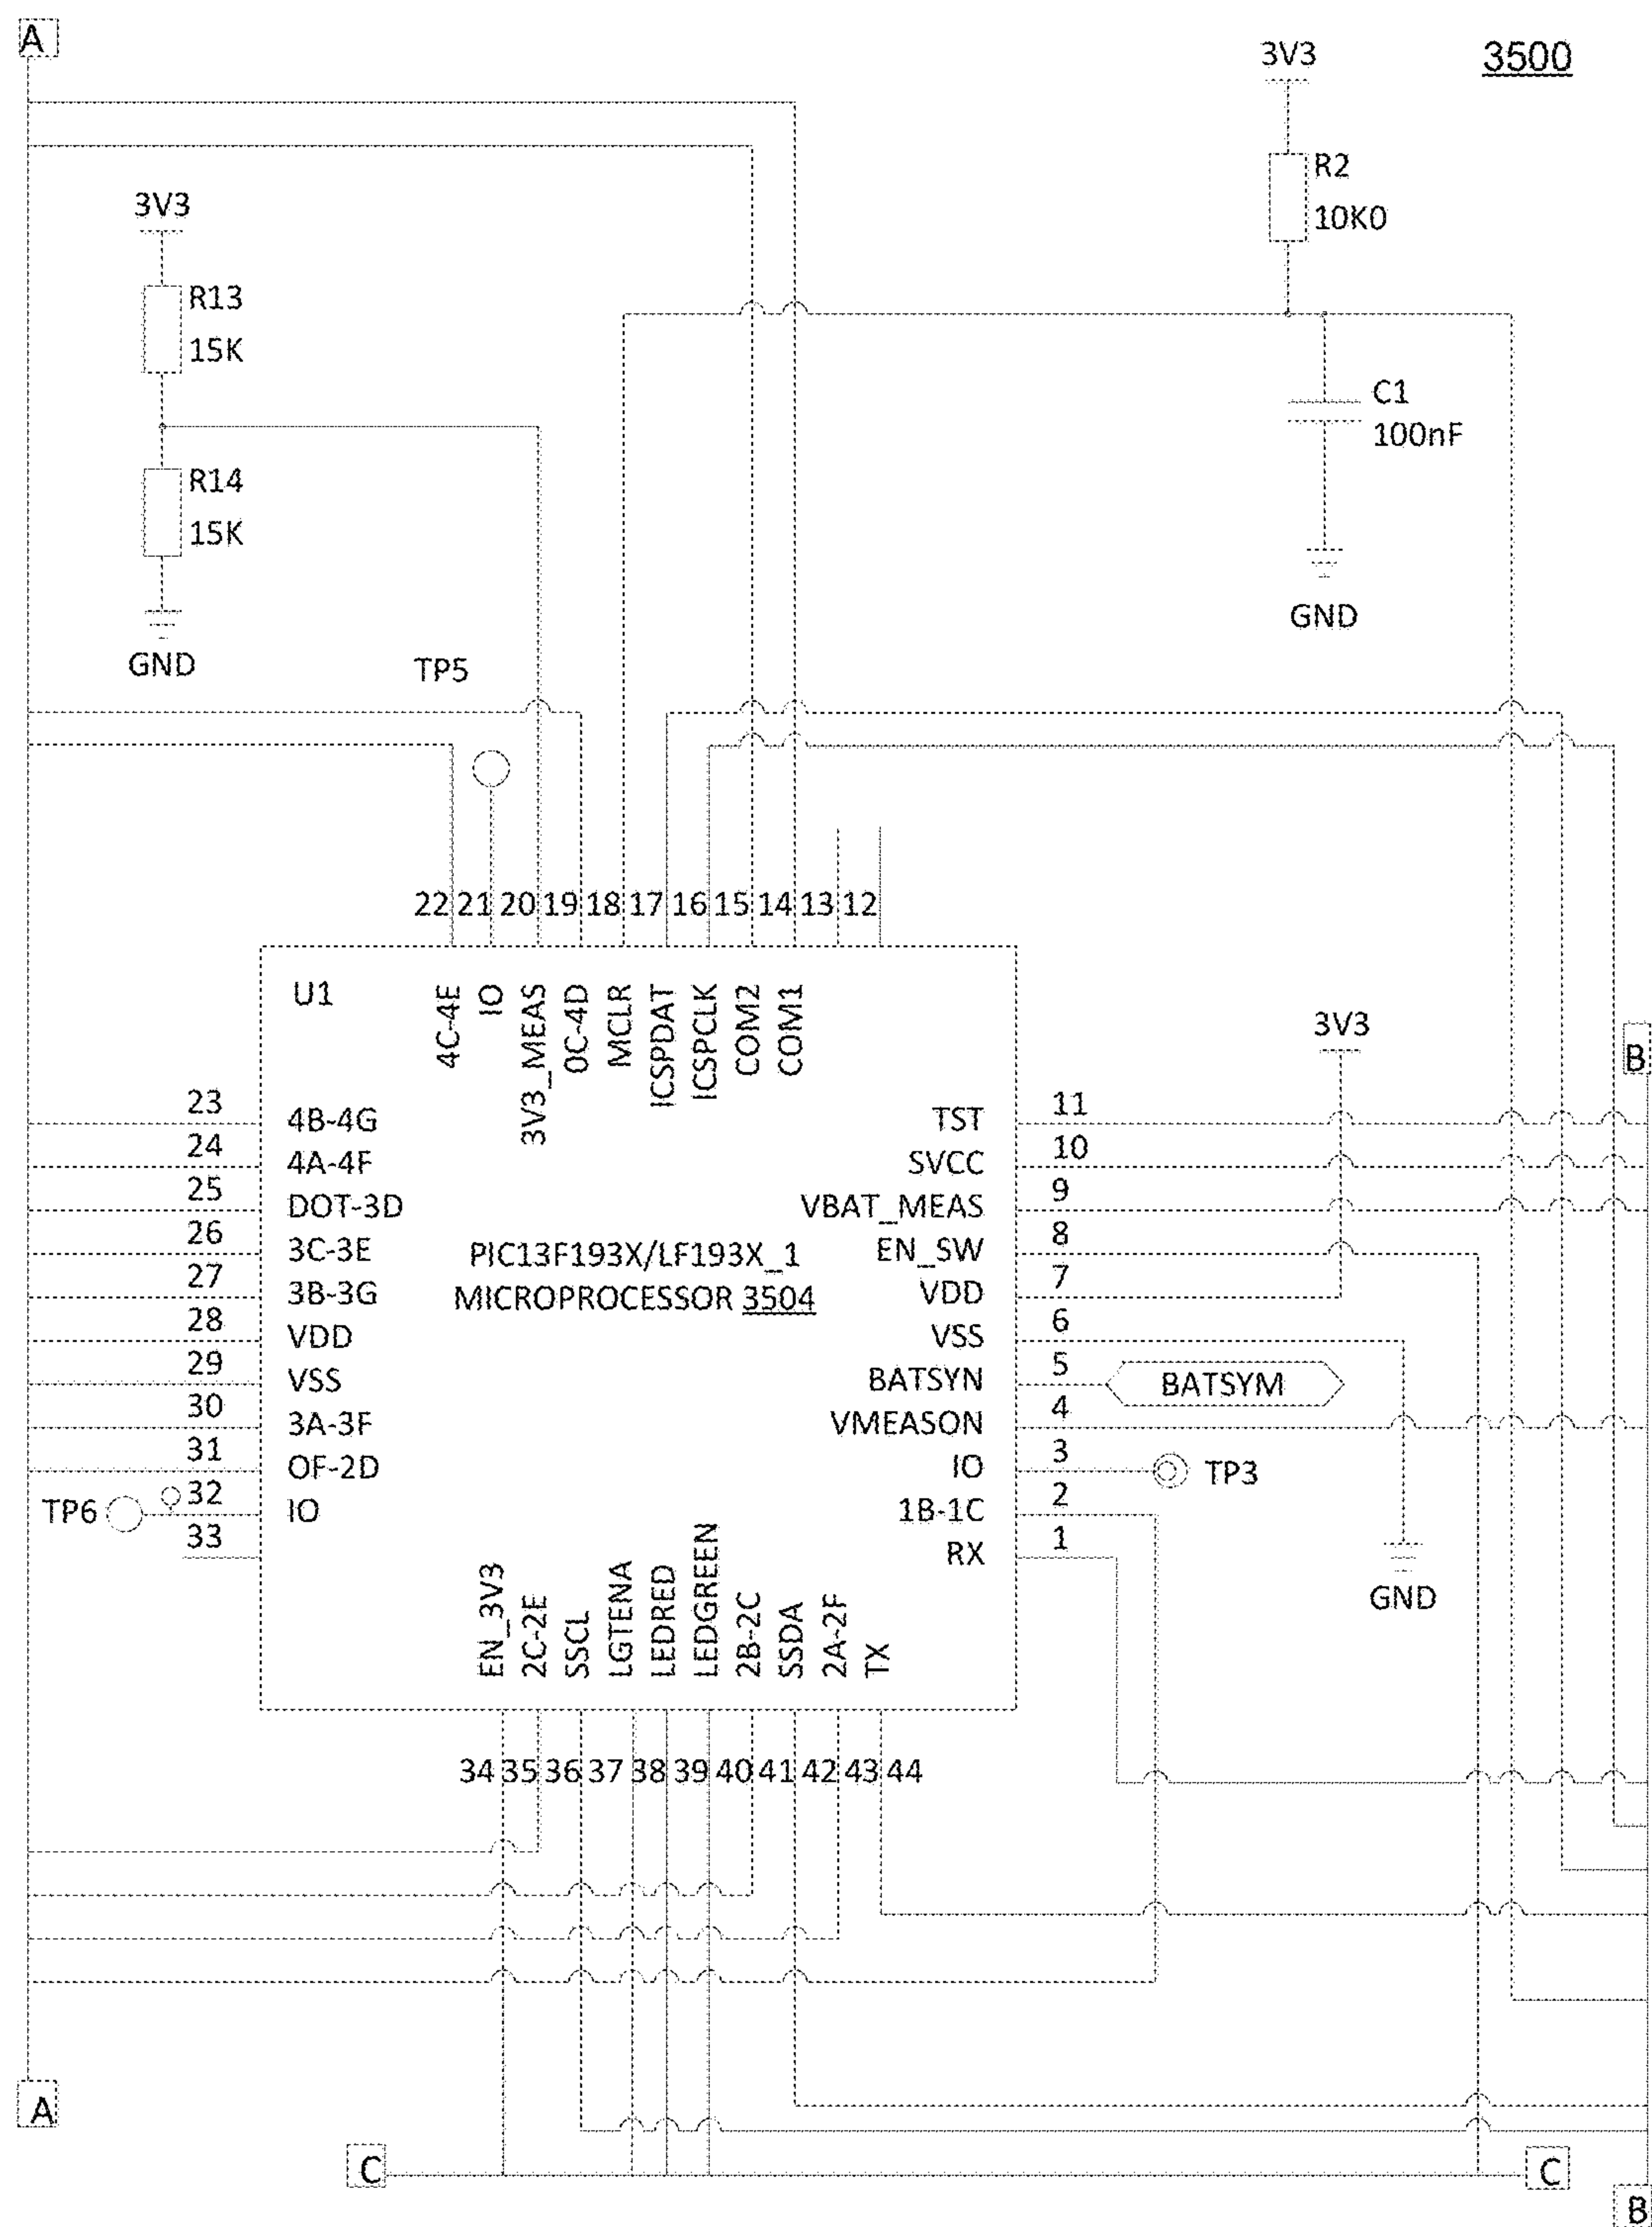 A
3V3
3500
R2
10K0
3V3
R13
15K
C1
100nF
R14
15K
GND
GND
TP5
22 21 20 19 18 17 16 15 14 13 12
U1
4C-4E
IO
3V3_MEAS
0C-4D
MCLR
ICSPDAT
ICSPCLK
COM2
COM1
3V3
B
23
4B-4G
24
4A-4F
25
DOT-3D
26
3C-3E
27
3B-3G
28
VDD
29
VSS
30
3A-3F
31
OF-2D
TP6
32
IO
33
PIC13F193X/LF193X_1
MICROPROCESSOR 3504
TST
11
SVCC
10
VBAT_MEAS
9
EN_SW
8
VDD
7
VSS
6
BATSYN
5
BATSYM
VMEASON
4
IO
3
TP3
1B-1C
2
RX
1
GND
EN_3V3
2C-2E
SSCL
LGTENA
LEDRED
LEDGREEN
2B-2C
SSDA
2A-2F
TX
34 35 36 37 38 39 40 41 42 43 44
A
C
C
B